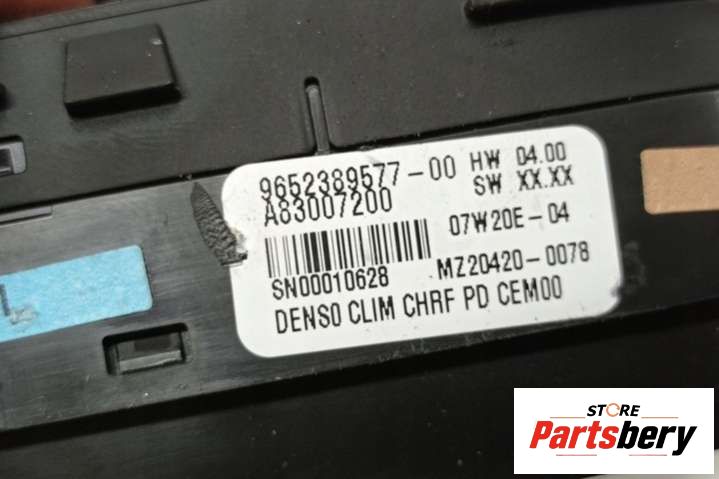 9652389577-00 HW 04.00
A83007200 SW XX.XX
07W20E-04
SN00010628 MZ20420-0078
DENSO CLIM CHRF PD CEM00
STORE
Partsbery